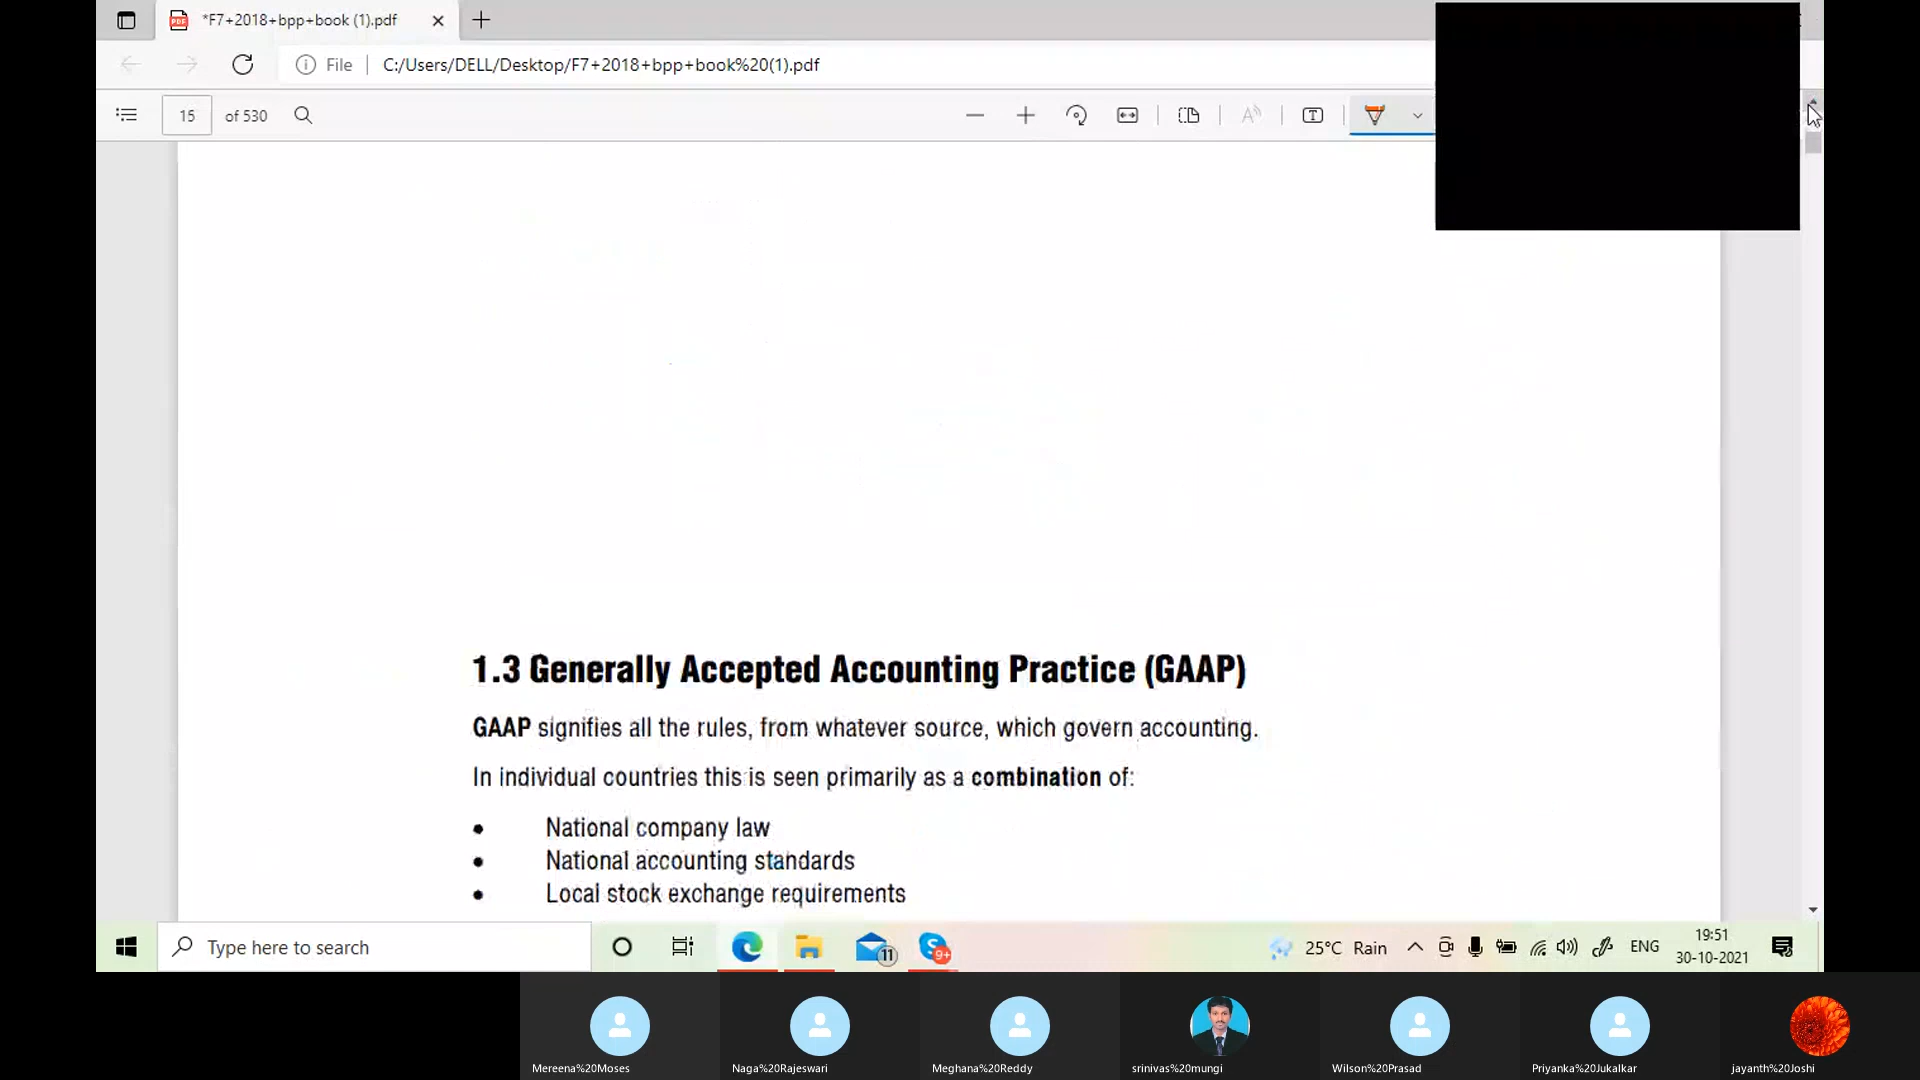 *F7+2018+bpp+book (1).pdf
File
C:/Users/DELL/Desktop/F7+2018+bpp+book%20(1).pdf
15 of 530
1.3 Generally Accepted Accounting Practice (GAAP)
GAAP signifies all the rules, from whatever source, which govern accounting.
In individual countries this is seen primarily as a combination of:
• National company law
• National accounting standards
• Local stock exchange requirements
Type here to search
11
9+
25°C Rain
ENG
19:51
30-10-2021
Mereena%20Moses
Naga%20Rajeswari
Meghana%20Reddy
srinivas%20mungi
Wilson%20Prasad
Priyanka%20Jukalkar
jayanth%20Joshi